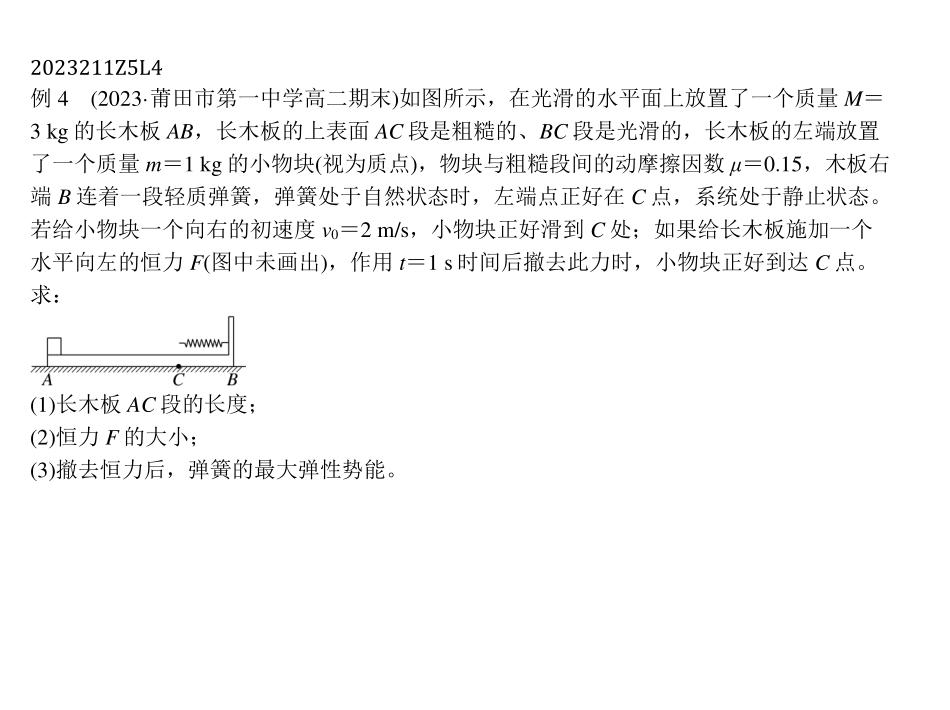 2023211Z5L4
例 4 (2023·莆田市第一中学高二期末)如图所示，在光滑的水平面上放置了一个质量 M＝
3 kg 的长木板 AB，长木板的上表面 AC 段是粗糙的、BC 段是光滑的，长木板的左端放置
了一个质量 m＝1 kg 的小物块(视为质点)，物块与粗糙段间的动摩擦因数 μ＝0.15，木板右
端 B 连着一段轻质弹簧，弹簧处于自然状态时，左端点正好在 C 点，系统处于静止状态。
若给小物块一个向右的初速度 v₀＝2 m/s，小物块正好滑到 C 处；如果给长木板施加一个
水平向左的恒力 F(图中未画出)，作用 t＝1 s 时间后撤去此力时，小物块正好到达 C 点。
求：
A C B
(1)长木板 AC 段的长度；
(2)恒力 F 的大小；
(3)撤去恒力后，弹簧的最大弹性势能。